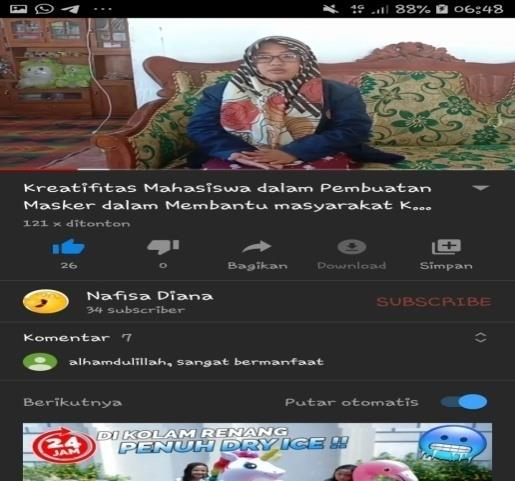 4G 88% 06:48
Kreatifitas Mahasiswa dalam Pembuatan
Masker dalam Membantu masyarakat K...
121 x ditonton
26 0 Bagikan Download Simpan
Nafisa Diana SUBSCRIBE
34 subscriber
Komentar 7
alhamdulillah, sangat bermanfaat
Berikutnya Putar otomatis
24 JAM
DI KOLAM RENANG
PENUH DRY ICE !!